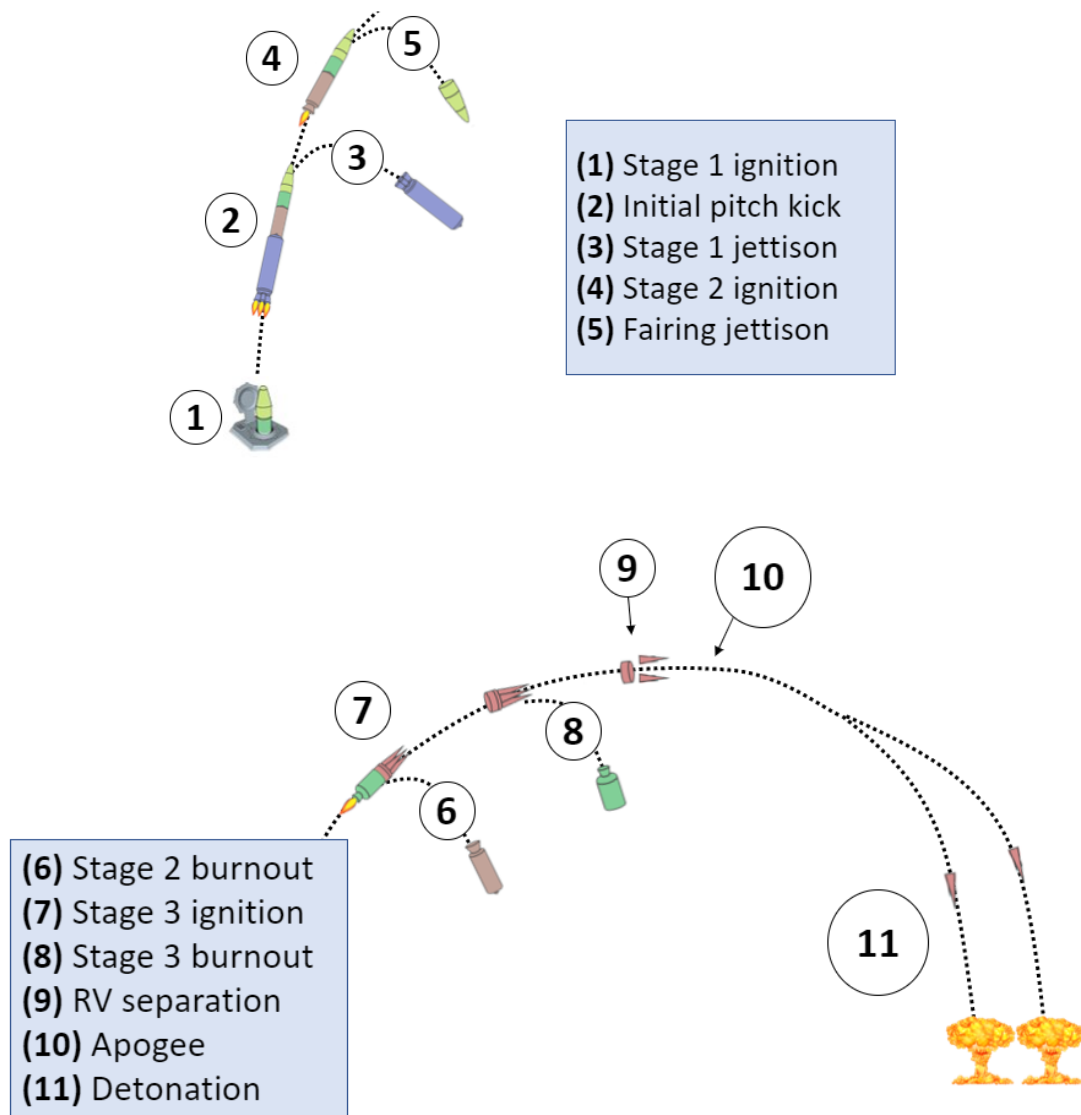 4
5
3
2
1
(1) Stage 1 ignition
(2) Initial pitch kick
(3) Stage 1 jettison
(4) Stage 2 ignition
(5) Fairing jettison
9
10
7
8
6
11
(6) Stage 2 burnout
(7) Stage 3 ignition
(8) Stage 3 burnout
(9) RV separation
(10) Apogee
(11) Detonation